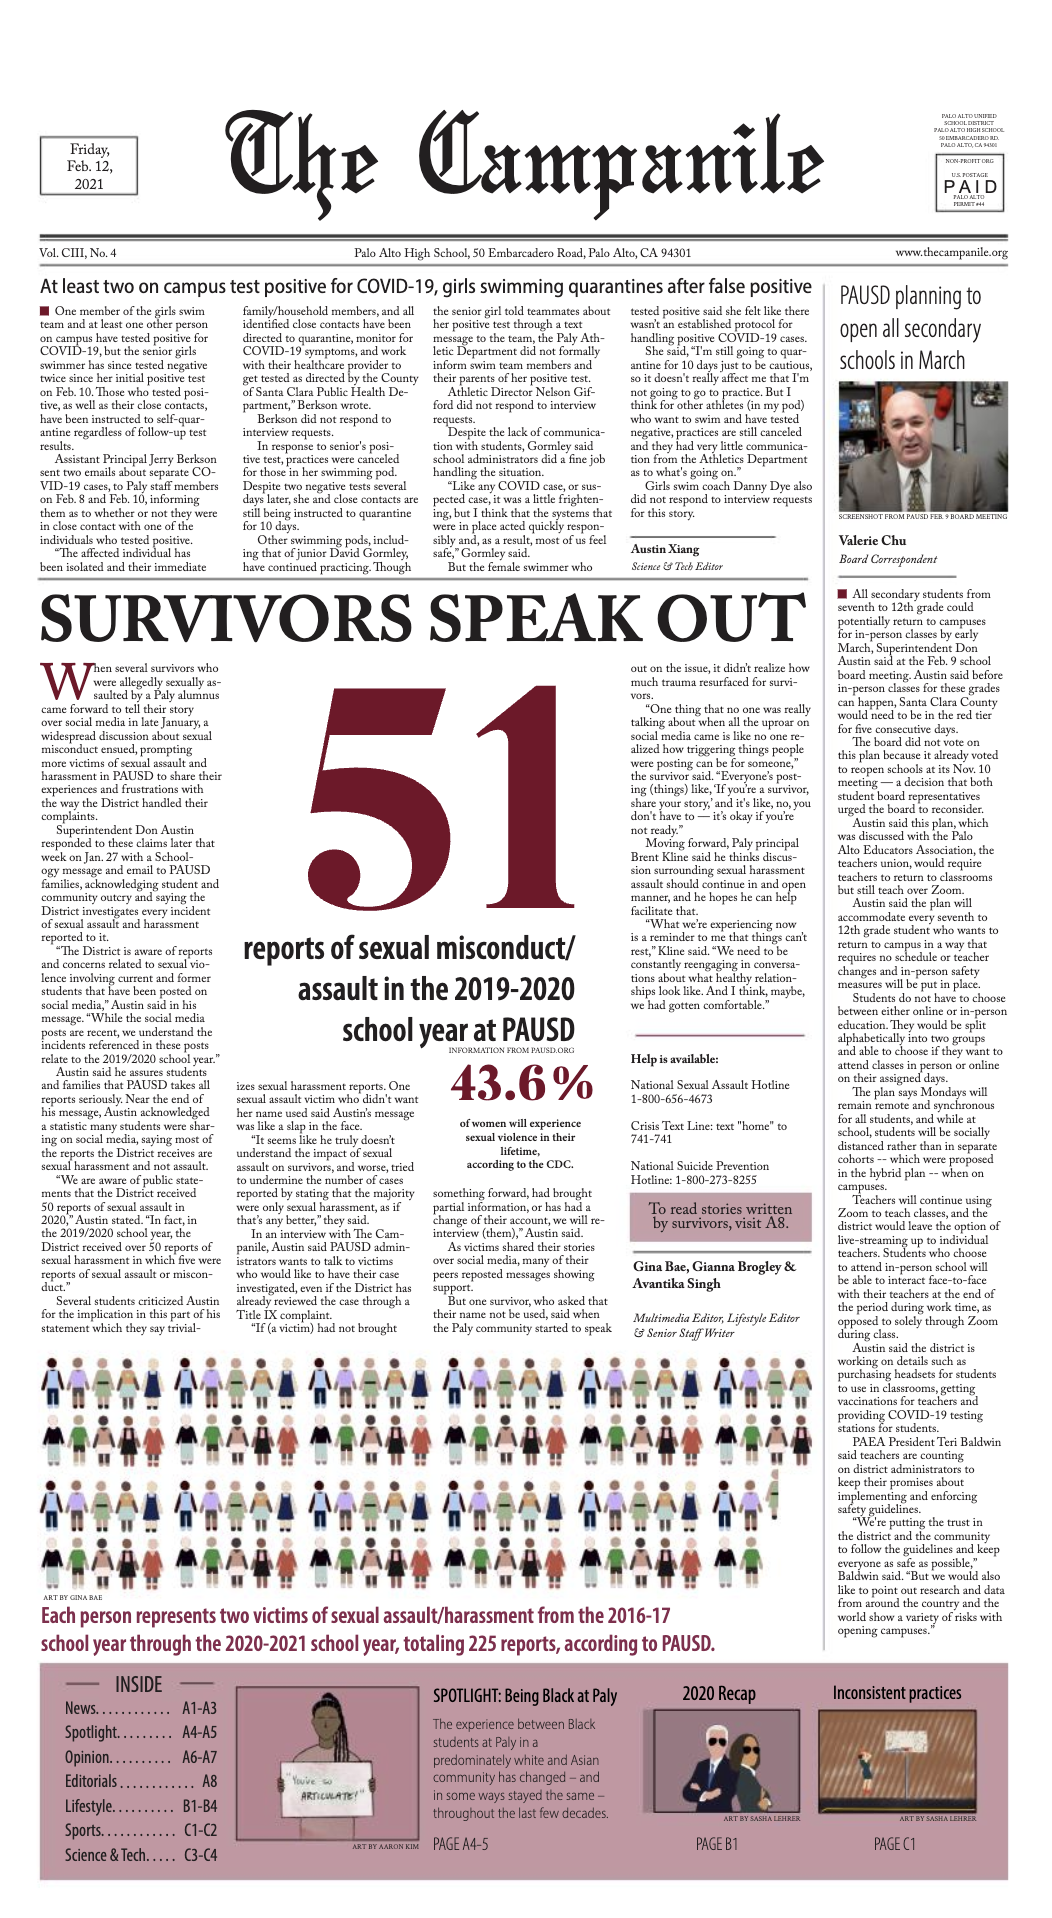 Friday,
Feb. 12,
2021
The Campanile
PALO ALTO UNIFIED
SCHOOL DISTRICT
PALO ALTO HIGH SCHOOL
50 EMBARCADERO RD.
PALO ALTO, CA 94301
NON-PROFIT ORG
U.S. POSTAGE
PAID
PALO ALTO
PERMIT #44
Vol. CIII, No. 4
Palo Alto High School, 50 Embarcadero Road, Palo Alto, CA 94301
www.thecampanile.org
At least two on campus test positive for COVID-19, girls swimming quarantines after false positive
One member of the girls swim
team and at least one other person
on campus have tested positive for
COVID-19, but the senior girls
swimmer has since tested negative
twice since her initial positive test
on Feb. 10. Those who tested posi-
tive, as well as their close contacts,
have been instructed to self-quar-
antine regardless of follow-up test
results.
Assistant Principal Jerry Berkson
sent two emails about separate CO-
VID-19 cases, to Paly staff members
on Feb. 8 and Feb. 10, informing
them as to whether or not they were
in close contact with one of the
individuals who tested positive.
“The affected individual has
been isolated and their immediate
family/household members, and all
identified close contacts have been
directed to quarantine, monitor for
COVID-19 symptoms, and work
with their healthcare provider to
get tested as directed by the County
of Santa Clara Public Health De-
partment,” Berkson wrote.
Berkson did not respond to
interview requests.
In response to senior's posi-
tive test, practices were canceled
for those in her swimming pod.
Despite two negative tests several
days later, she and close contacts are
still being instructed to quarantine
for 10 days.
Other swimming pods, includ-
ing that of junior David Gormley,
have continued practicing. Though
the senior girl told teammates about
her positive test through a text
message to the team, the Paly Ath-
letic Department did not formally
inform swim team members and
their parents of her positive test.
Athletic Director Nelson Gif-
ford did not respond to interview
requests.
Despite the lack of communica-
tion with students, Gormley said
school administrators did a fine job
handling the situation.
“Like any COVID case, or sus-
pected case, it was a little frighten-
ing, but I think that the systems that
were in place acted quickly respon-
sibly and, as a result, most of us feel
safe,” Gormley said.
But the female swimmer who
tested positive said she felt like there
wasn't an established protocol for
handling positive COVID-19 cases.
She said, “I'm still going to quar-
antine for 10 days just to be cautious,
so it doesn't really affect me that I'm
not going to go to practice. But I
think for other athletes (in my pod)
who want to swim and have tested
negative, practices are still canceled
and they had very little communica-
tion from the Athletics Department
as to what's going on.”
Girls swim coach Danny Dye also
did not respond to interview requests
for this story.
Austin Xiang
Science & Tech Editor
PAUSD planning to
open all secondary
schools in March
SCREENSHOT FROM PAUSD FEB. 9 BOARD MEETING
Valerie Chu
Board Correspondent
All secondary students from
seventh to 12th grade could
potentially return to campuses
for in-person classes by early
March, Superintendent Don
Austin said at the Feb. 9 school
board meeting. Austin said before
in-person classes for these grades
can happen, Santa Clara County
would need to be in the red tier
for five consecutive days.
The board did not vote on
this plan because it already voted
to reopen schools at its Nov. 10
meeting — a decision that both
student board representatives
urged the board to reconsider.
Austin said this plan, which
was discussed with the Palo
Alto Educators Association, the
teachers union, would require
teachers to return to classrooms
but still teach over Zoom.
Austin said the plan will
accommodate every seventh to
12th grade student who wants to
return to campus in a way that
requires no schedule or teacher
changes and in-person safety
measures will be put in place.
Students do not have to choose
between either online or in-person
education. They would be split
alphabetically into two groups
and able to choose if they want to
attend classes in person or online
on their assigned days.
The plan says Mondays will
remain remote and synchronous
for all students, and while at
school, students will be socially
distanced rather than in separate
cohorts -- which were proposed
in the hybrid plan -- when on
campuses.
Teachers will continue using
Zoom to teach classes, and the
district would leave the option of
live-streaming up to individual
teachers. Students who choose
to attend in-person school will
be able to interact face-to-face
with their teachers at the end of
the period during work time, as
opposed to solely through Zoom
during class.
Austin said the district is
working on details such as
purchasing headsets for students
to use in classrooms, getting
vaccinations for teachers and
providing COVID-19 testing
stations for students.
PAEA President Teri Baldwin
said teachers are counting
on district administrators to
keep their promises about
implementing and enforcing
safety guidelines.
“We're putting the trust in
the district and the community
to follow the guidelines and keep
everyone as safe as possible,”
Baldwin said. “But we would also
like to point out research and data
from around the country and the
world show a variety of risks with
opening campuses.”
SURVIVORS SPEAK OUT
When several survivors who
were allegedly sexually as-
saulted by a Paly alumnus
came forward to tell their story
over social media in late January, a
widespread discussion about sexual
misconduct ensued, prompting
more victims of sexual assault and
harassment in PAUSD to share their
experiences and frustrations with
the way the District handled their
complaints.
Superintendent Don Austin
responded to these claims later that
week on Jan. 27 with a School-
ogy message and email to PAUSD
families, acknowledging student and
community outcry and saying the
District investigates every incident
of sexual assault and harassment
reported to it.
“The District is aware of reports
and concerns related to sexual vio-
lence involving current and former
students that have been posted on
social media,” Austin said in his
message. “While the social media
posts are recent, we understand the
incidents referenced in these posts
relate to the 2019/2020 school year.”
Austin said he assures students
and families that PAUSD takes all
reports seriously. Near the end of
his message, Austin acknowledged
a statistic many students were shar-
ing on social media, saying most of
the reports the District receives are
sexual harassment and not assault.
“We are aware of public state-
ments that the District received
50 reports of sexual assault in
2020,” Austin stated. “In fact, in
the 2019/2020 school year, the
District received over 50 reports of
sexual harassment in which five were
reports of sexual assault or miscon-
duct.”
Several students criticized Austin
for the implication in this part of his
statement which they say trivial-
51
reports of sexual misconduct/
assault in the 2019-2020
school year at PAUSD
INFORMATION FROM PAUSD.ORG
43.6%
of women will experience
sexual violence in their
lifetime,
according to the CDC.
izes sexual harassment reports. One
sexual assault victim who didn't want
her name used said Austin's message
was like a slap in the face.
“It seems like he truly doesn't
understand the impact of sexual
assault on survivors, and worse, tried
to undermine the number of cases
reported by stating that the majority
were only sexual harassment, as if
that's any better,” they said.
In an interview with The Cam-
panile, Austin said PAUSD admin-
istrators wants to talk to victims
who would like to have their case
investigated, even if the District has
already reviewed the case through a
Title IX complaint.
“If (a victim) had not brought
something forward, had brought
partial information, or has had a
change of their account, we will re-
interview (them),” Austin said.
As victims shared their stories
over social media, many of their
peers reposted messages showing
support.
But one survivor, who asked that
their name not be used, said when
the Paly community started to speak
out on the issue, it didn't realize how
much trauma resurfaced for survi-
vors.
“One thing that no one was really
talking about when all the uproar on
social media came is like no one re-
alized how triggering things people
were posting can be for someone,”
the survivor said. “Everyone's post-
ing (things) like, ‘If you're a survivor,
share your story,’ and it's like, no, you
don't have to — it's okay if you're
not ready.”
Moving forward, Paly principal
Brent Kline said he thinks discus-
sion surrounding sexual harassment
assault should continue in and open
manner, and he hopes he can help
facilitate that.
“What we're experiencing now
is a reminder to me that things can't
rest,” Kline said. “We need to be
constantly reengaging in conversa-
tions about what healthy relation-
ships look like. And I think, maybe,
we had gotten comfortable.”
Help is available:
National Sexual Assault Hotline
1-800-656-4673
Crisis Text Line: text "home" to
741-741
National Suicide Prevention
Hotline: 1-800-273-8255
To read stories written
by survivors, visit A8.
Gina Bae, Gianna Brogley &
Avantika Singh
Multimedia Editor, Lifestyle Editor
& Senior Staff Writer
ART BY GINA BAE
Each person represents two victims of sexual assault/harassment from the 2016-17
school year through the 2020-2021 school year, totaling 225 reports, according to PAUSD.
INSIDE
News............ A1-A3
Spotlight......... A4-A5
Opinion.......... A6-A7
Editorials............ A8
Lifestyle.......... B1-B4
Sports............ C1-C2
Science & Tech..... C3-C4
"You've so
ARTICULATE!"
ART BY AARON KIM
SPOTLIGHT: Being Black at Paly
The experience between Black
students at Paly in a
predominately white and Asian
community has changed – and
in some ways stayed the same –
throughout the last few decades.
PAGE A4-5
2020 Recap
ART BY SASHA LEHRER
PAGE B1
Inconsistent practices
ART BY SASHA LEHRER
PAGE C1